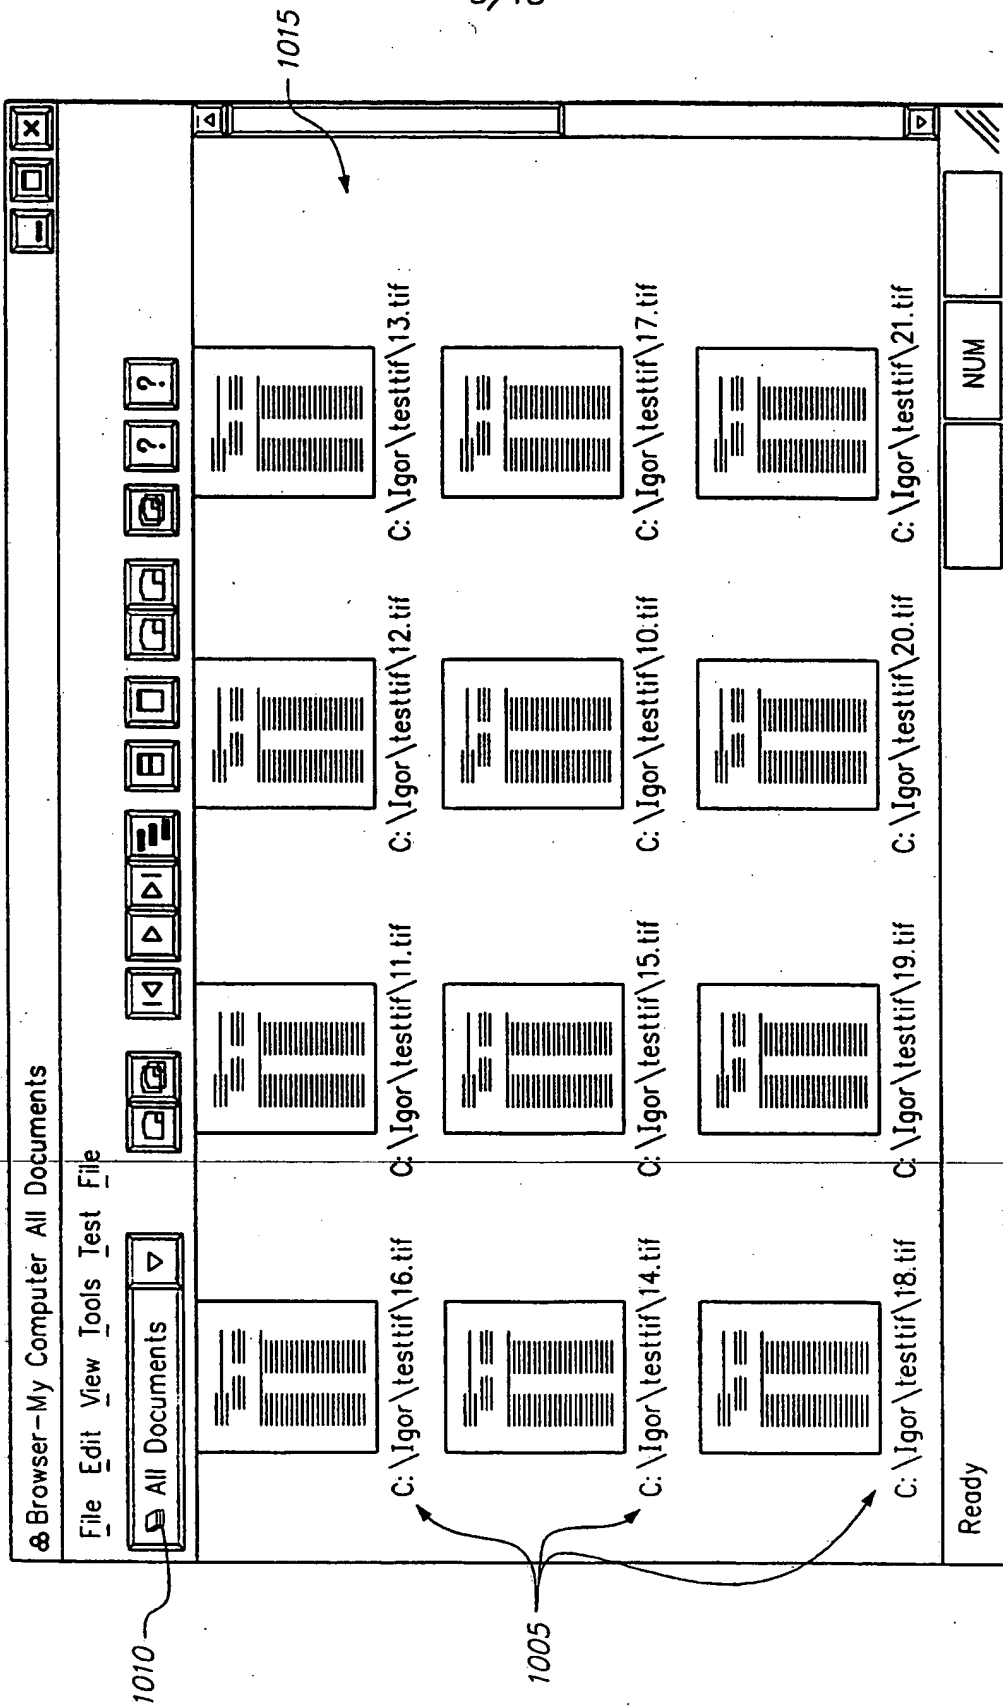 1015
Browser-My Computer All Documents
File Edit View Tools Test File
All Documents
? ?
1010
C: \Igor\testtif\16.tif C: \Igor\testtif\11.tif C: \Igor\testtif\12.tif C: \Igor\testtif\13.tif
C: \Igor\testtif\14.tif C: \Igor\testtif\15.tif C: \Igor\testtif\10.tif C: \Igor\testtif\17.tif
1005
C: \Igor\testtif\18.tif C: \Igor\testtif\19.tif C: \Igor\testtif\20.tif C: \Igor\testtif\21.tif
Ready NUM